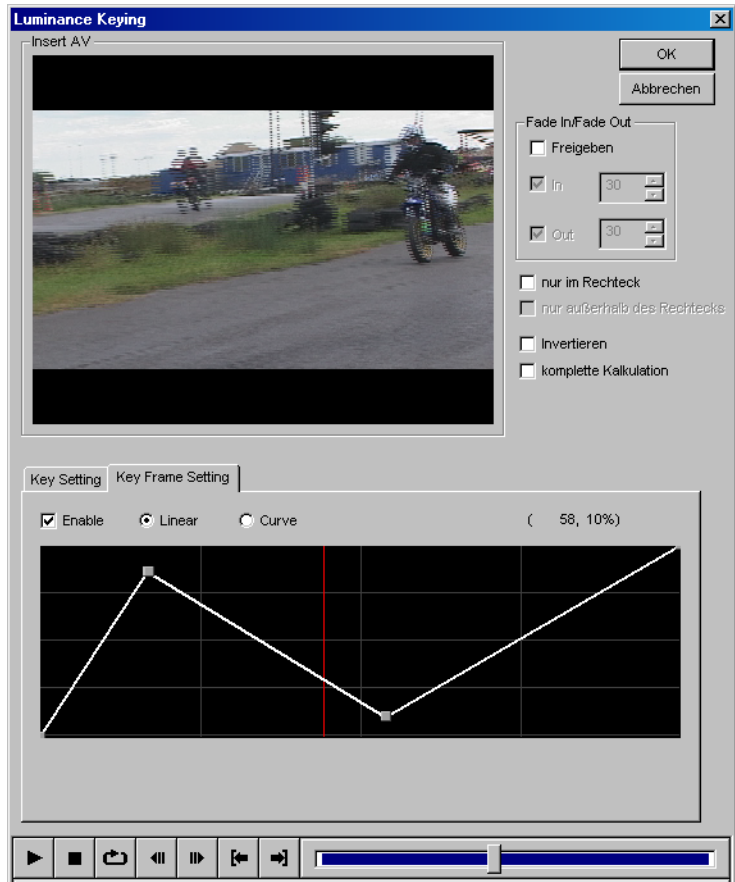 Luminance Keying
Insert AV
OK
Abbrechen
Fade In/Fade Out
Freigeben
In 30
Out 30
nur im Rechteck
nur außerhalb des Rechtecks
Invertieren
komplette Kalkulation
Key Setting Key Frame Setting
Enable Linear Curve ( 58, 10%)